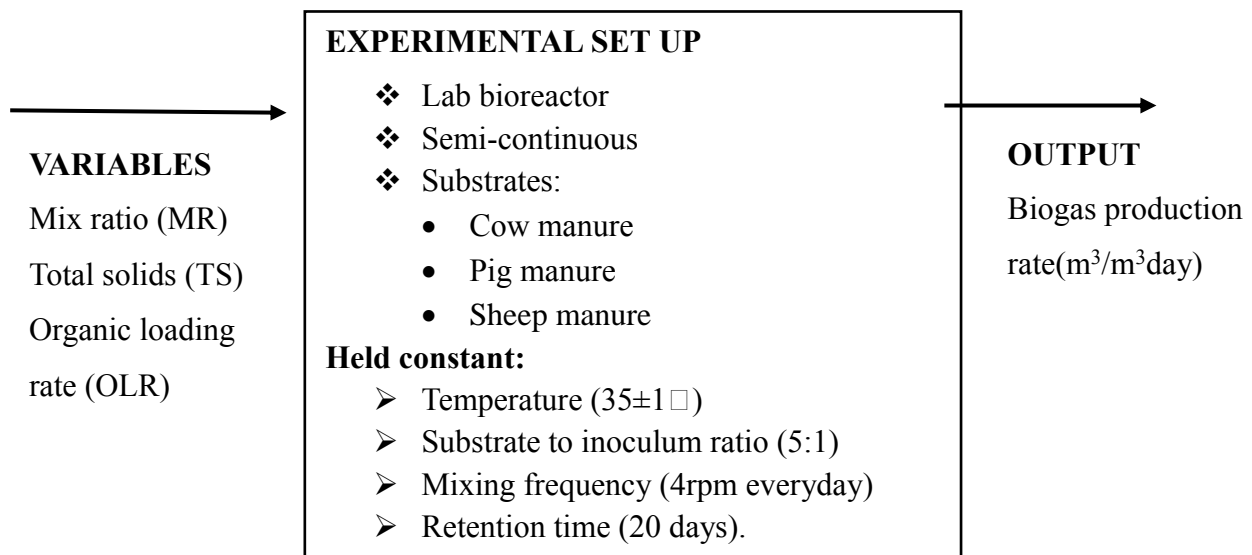 EXPERIMENTAL SET UP
❖ Lab bioreactor
❖ Semi-continuous
❖ Substrates:
• Cow manure
• Pig manure
• Sheep manure
Held constant:
➢ Temperature (35±1□)
➢ Substrate to inoculum ratio (5:1)
➢ Mixing frequency (4rpm everyday)
➢ Retention time (20 days).
VARIABLES
Mix ratio (MR)
Total solids (TS)
Organic loading
rate (OLR)
OUTPUT
Biogas production
rate(m³/m³day)